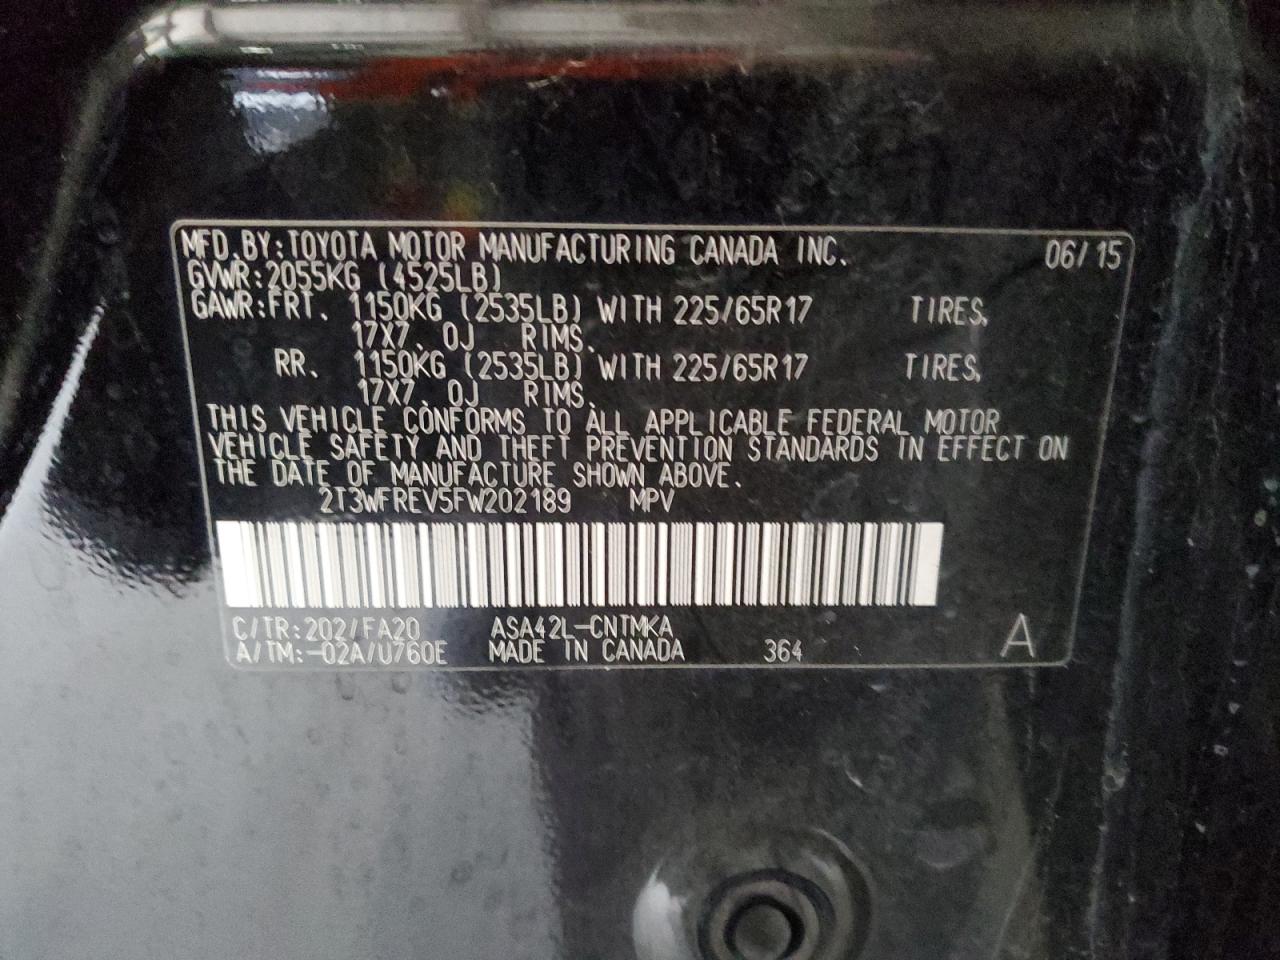 MFD. BY: TOYOTA MOTOR MANUFACTURING CANADA INC. 06/15
GVWR: 2055KG (4525LB)
GAWR: FRT. 1150KG (2535LB) WITH 225/65R17 TIRES,
17X7.0J RIMS.
RR. 1150KG (2535LB) WITH 225/65R17 TIRES,
17X7.0J RIMS.
THIS VEHICLE CONFORMS TO ALL APPLICABLE FEDERAL MOTOR
VEHICLE SAFETY AND THEFT PREVENTION STANDARDS IN EFFECT ON
THE DATE OF MANUFACTURE SHOWN ABOVE.
2T3WFREV5FW202189 MPV
C/TR: 202/FA20 ASA42L-CNTMKA
A/TM: -02A/U760E MADE IN CANADA 364 A